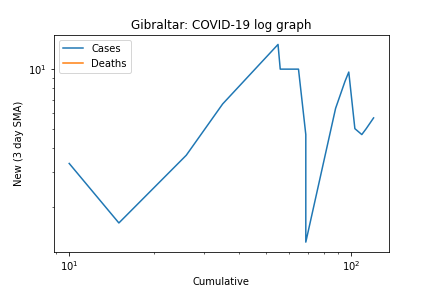 Gibraltar: COVID-19 log graph
Cases
Deaths
10¹
New (3 day SMA)
10¹ 10²
Cumulative